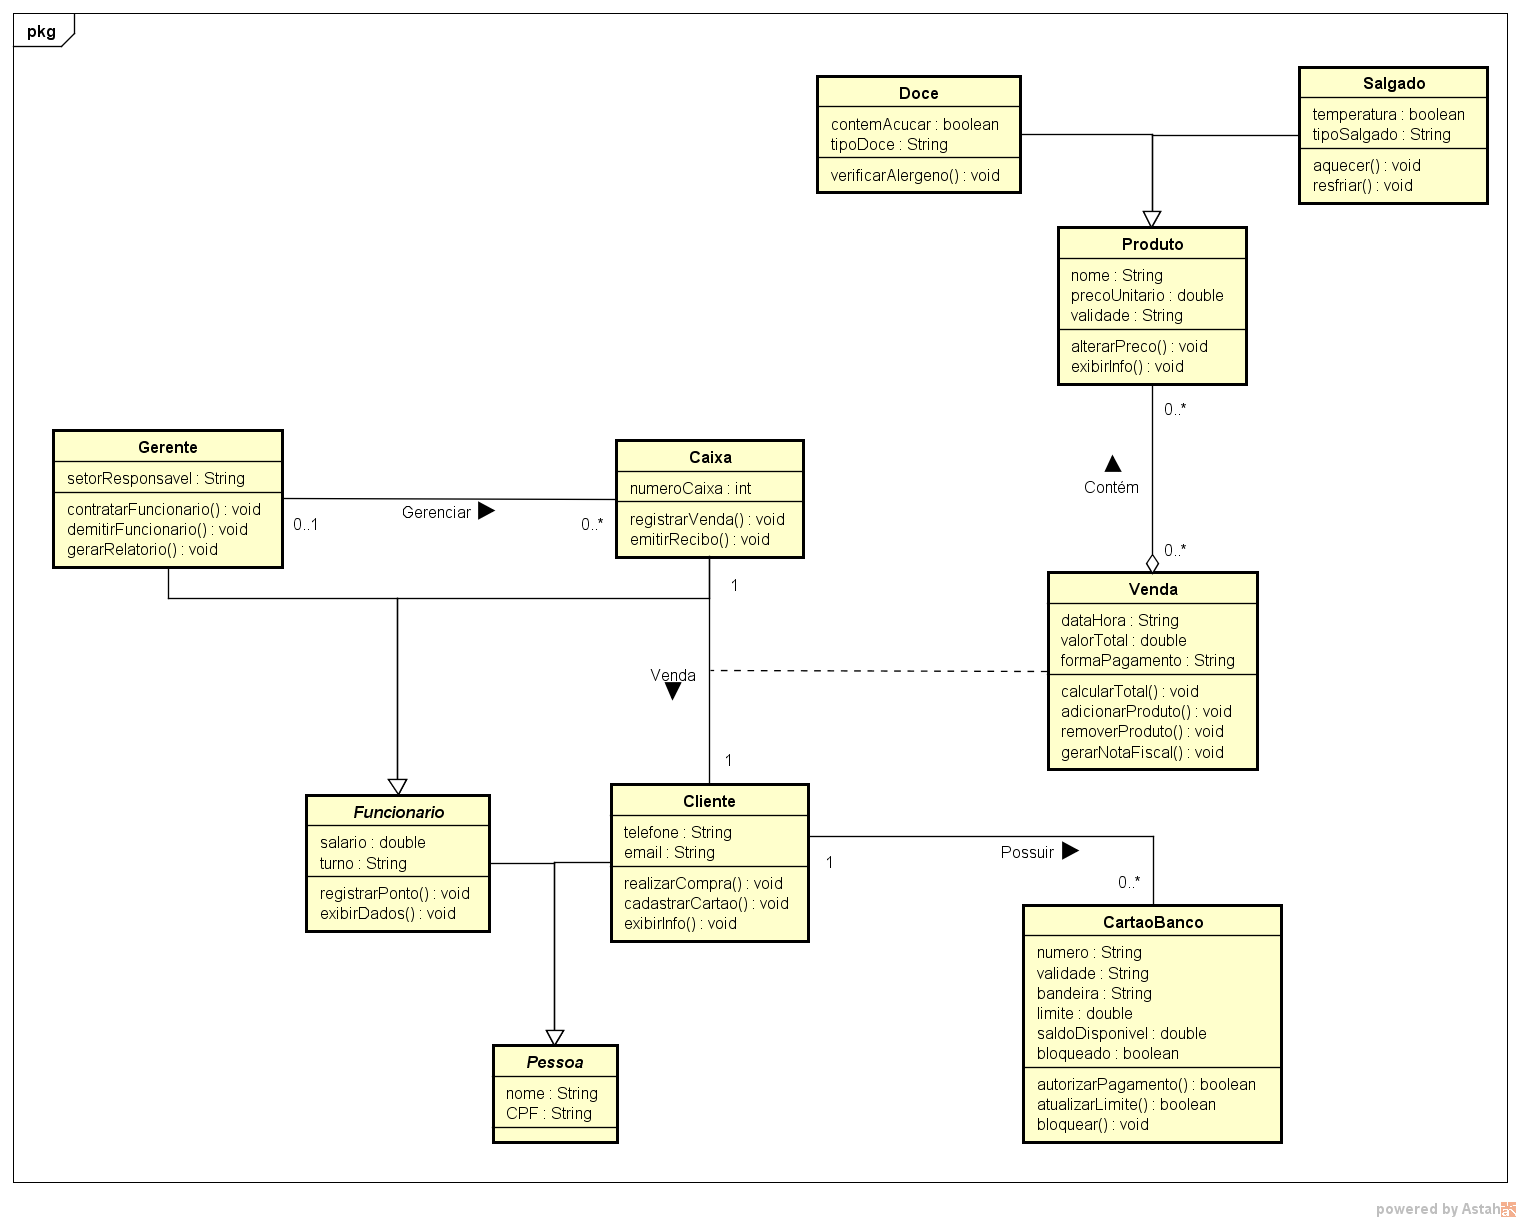 pkg
Doce
contemAcucar : boolean
tipoDoce : String
verificarAlergeno() : void
Salgado
temperatura : boolean
tipoSalgado : String
aquecer() : void
resfriar() : void
Produto
nome : String
precoUnitario : double
validade : String
alterarPreco() : void
exibirInfo() : void
0..*
Contém
0..*
Gerente
setorResponsavel : String
contratarFuncionario() : void
demitirFuncionario() : void
gerarRelatorio() : void
0..1
Gerenciar
0..*
Caixa
numeroCaixa : int
registrarVenda() : void
emitirRecibo() : void
1
Venda
1
Venda
dataHora : String
valorTotal : double
formaPagamento : String
calcularTotal() : void
adicionarProduto() : void
removerProduto() : void
gerarNotaFiscal() : void
Funcionario
salario : double
turno : String
registrarPonto() : void
exibirDados() : void
Cliente
telefone : String
email : String
realizarCompra() : void
cadastrarCartao() : void
exibirInfo() : void
1
Possuir
0..*
CartaoBanco
numero : String
validade : String
bandeira : String
limite : double
saldoDisponivel : double
bloqueado : boolean
autorizarPagamento() : boolean
atualizarLimite() : boolean
bloquear() : void
Pessoa
nome : String
CPF : String
powered by Astah